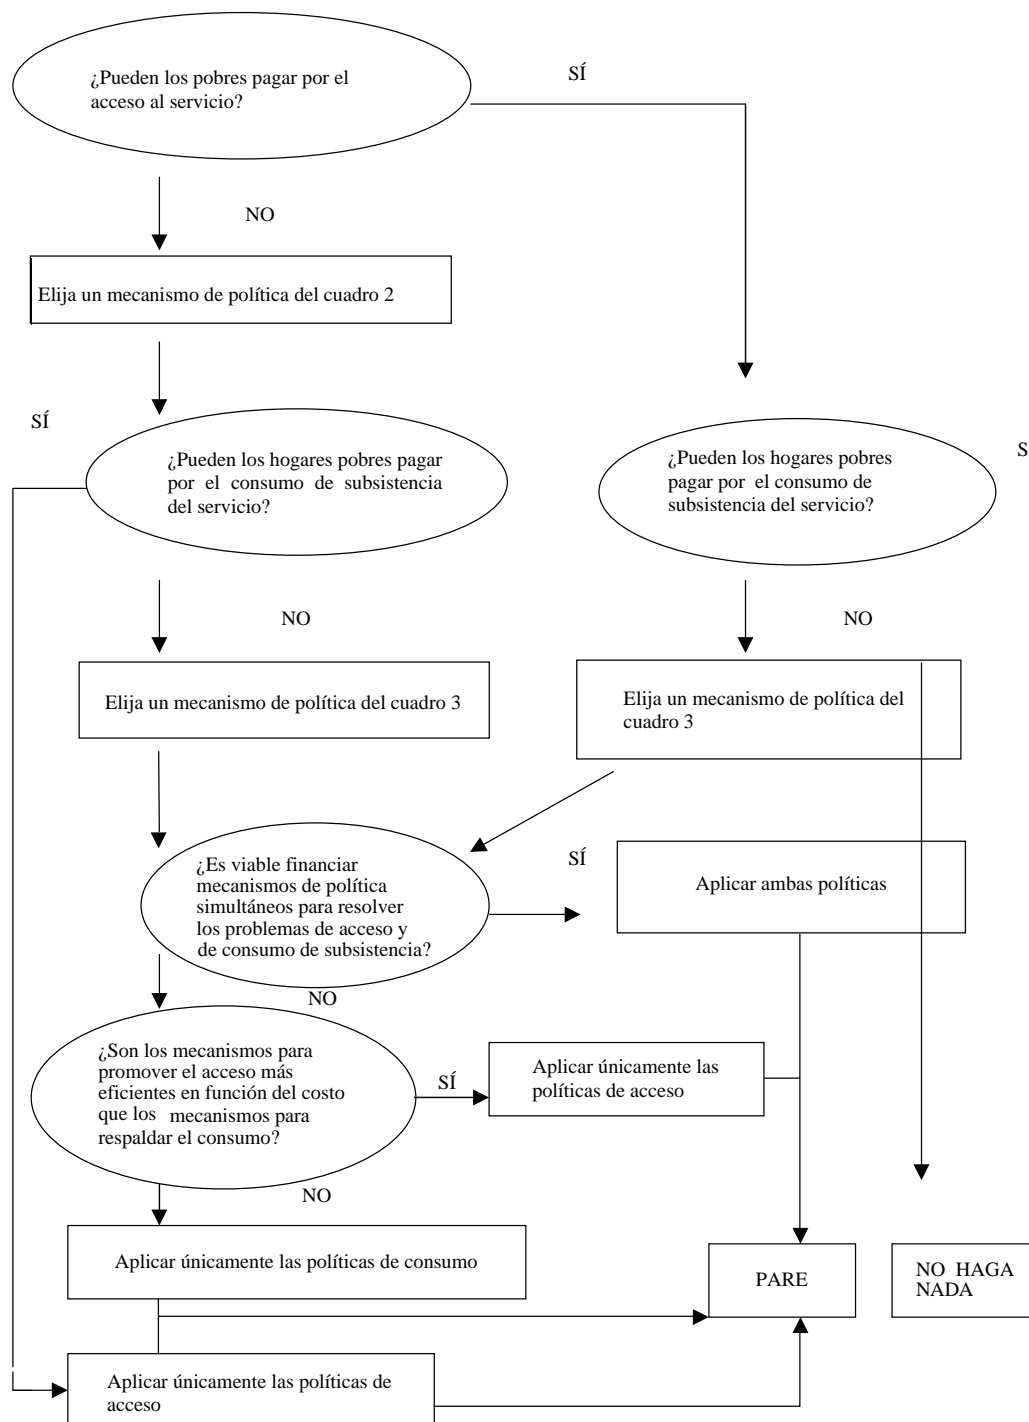 ¿Pueden los pobres pagar por el
acceso al servicio?
SÍ
NO
Elija un mecanismo de política del cuadro 2
SÍ
¿Pueden los hogares pobres pagar
por el consumo de subsistencia
del servicio?
¿Pueden los hogares pobres
pagar por el consumo de
subsistencia del servicio?
S
NO
NO
Elija un mecanismo de política del cuadro 3
Elija un mecanismo de política del
cuadro 3
¿Es viable financiar
mecanismos de política
simultáneos para resolver
los problemas de acceso y
de consumo de subsistencia?
SÍ
Aplicar ambas políticas
NO
¿Son los mecanismos para
promover el acceso más
eficientes en función del costo
que los mecanismos para
respaldar el consumo?
SÍ
Aplicar únicamente las
políticas de acceso
NO
Aplicar únicamente las políticas de consumo
PARE
NO HAGA
NADA
Aplicar únicamente las políticas de
acceso